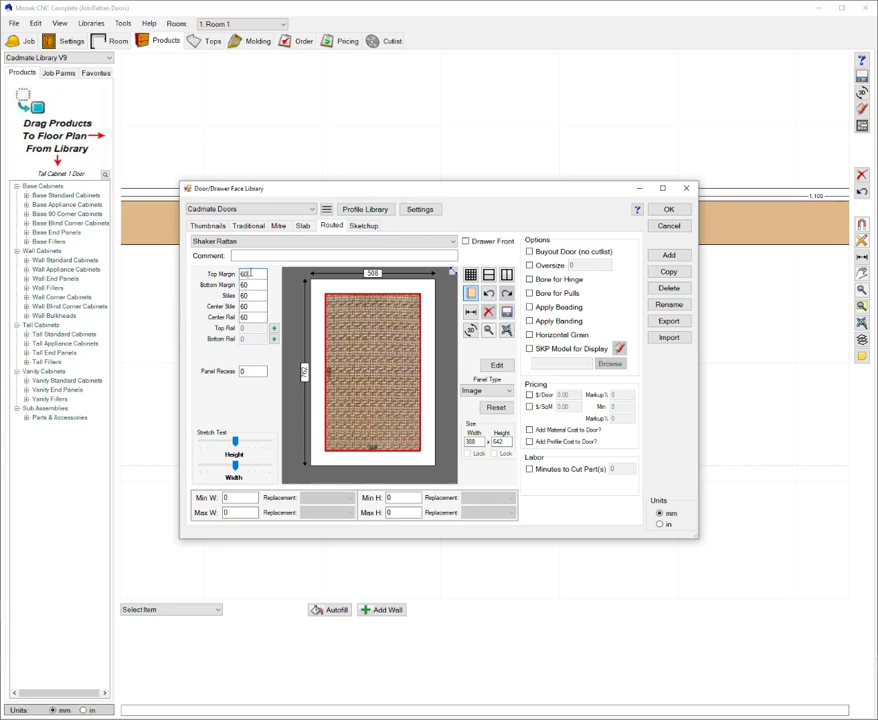 Mozaik CNC Complete (Job:Rattan Doors)
File Edit View Libraries Tools Help Room: 1. Room 1
Job Settings Room Products Tops Molding Order Pricing Cutlist
Cadmate Library V9
Products Job Parms Favorites
Drag Products
To Floor Plan
From Library
Tall Cabinet 1 Door
Base Cabinets
Base Standard Cabinets
Base Appliance Cabinets
Base 90 Corner Cabinets
Base Blind Corner Cabinets
Base End Panels
Base Fillers
Wall Cabinets
Wall Standard Cabinets
Wall Appliance Cabinets
Wall End Panels
Wall Fillers
Wall Corner Cabinets
Wall Blind Corner Cabinets
Wall Bulkheads
Tall Cabinets
Tall Standard Cabinets
Tall Appliance Cabinets
Tall End Panels
Tall Fillers
Vanity Cabinets
Vanity Standard Cabinets
Vanity End Panels
Vanity Fillers
Sub Assemblies
Parts & Accessories
Units: mm in
3D
1,100
Door/Drawer Face Library
Cadmate Doors Profile Library Settings ? OK
Thumbnails Traditional Mitre Slab Routed Sketchup Cancel
Shaker Rattan Drawer Front
Comment:
Top Margin 60
Bottom Margin 60
Stiles 60
Center Stile 60
Center Rail 60
Top Rail 0
Bottom Rail 0
Panel Recess 0
Stretch Test
Height
Width
508
762
3D
Edit
Panel Type
Image
Reset
Size
Width Height
388 x 642
Lock Lock
Options
Buyout Door (no cutlist)
Oversize 0
Bore for Hinge
Bore for Pulls
Apply Beading
Apply Banding
Horizontal Grain
SKP Model for Display
Browse
Pricing
$/Door 0.00 Markup% 0
$/SqM 0.00 Min 0
Markup% 0
Add Material Cost to Door?
Add Profile Cost to Door?
Labor
Minutes to Cut Part(s) 0
Add
Copy
Delete
Rename
Export
Import
Units
mm
in
Min W: 0 Replacement: Min H: 0 Replacement:
Max W: 0 Replacement: Max H: 0 Replacement:
Select Item Autofill Add Wall